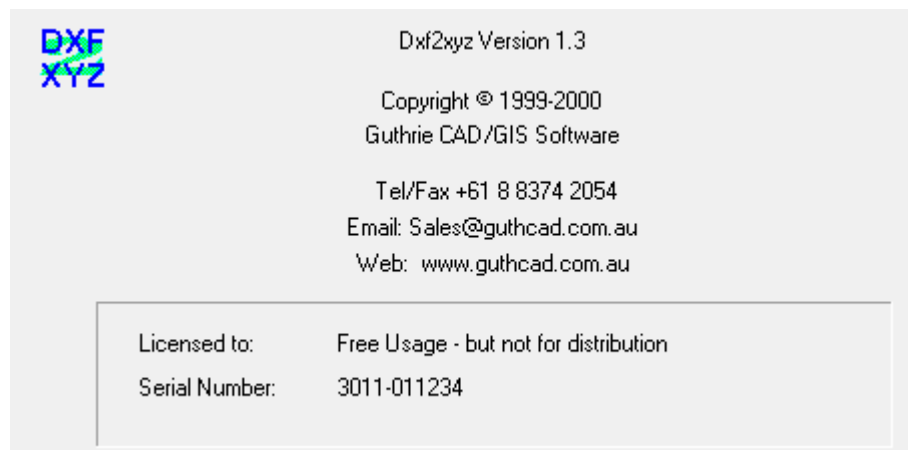 DXF
XYZ
Dxf2xyz Version 1.3
Copyright © 1999-2000
Guthrie CAD/GIS Software
Tel/Fax +61 8 8374 2054
Email: Sales@guthcad.com.au
Web: www.guthcad.com.au
Licensed to: Free Usage - but not for distribution
Serial Number: 3011-011234